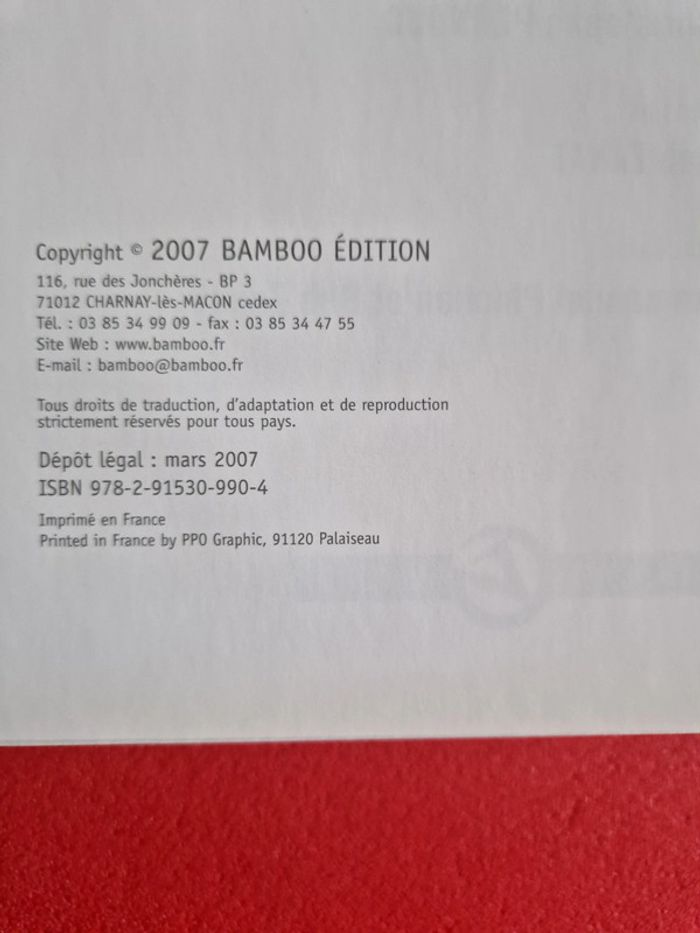 Copyright © 2007 BAMBOO ÉDITION
116, rue des Jonchères - BP 3
71012 CHARNAY-lès-MACON cedex
Tél. : 03 85 34 99 09 - fax : 03 85 34 47 55
Site Web : www.bamboo.fr
E-mail : bamboo@bamboo.fr
Tous droits de traduction, d'adaptation et de reproduction
strictement réservés pour tous pays.
Dépôt légal : mars 2007
ISBN 978-2-91530-990-4
Imprimé en France
Printed in France by PPO Graphic, 91120 Palaiseau